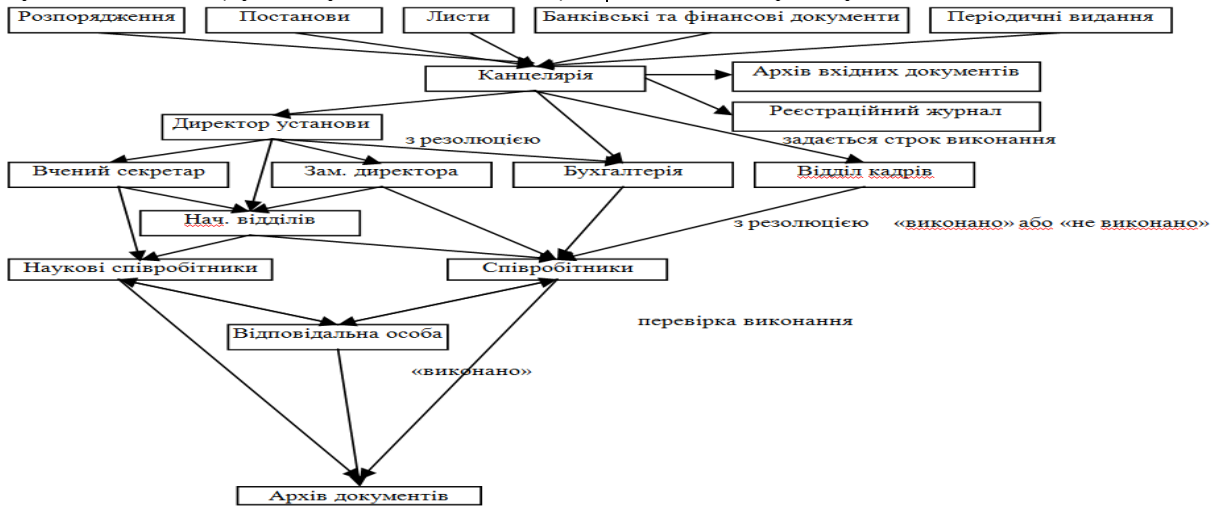 Розпорядження
Постанови
Листи
Банківські та фінансові документи
Періодичні видання
Канцелярія
Архів вхідних документів
Реєстраційний журнал
Директор установи
з резолюцією
задається строк виконання
Вчений секретар
Зам. директора
Бухгалтерія
Відділ кадрів
Нач. відділів
з резолюцією «виконано» або «не виконано»
Наукові співробітники
Співробітники
перевірка виконання
Відповідальна особа
«виконано»
Архів документів